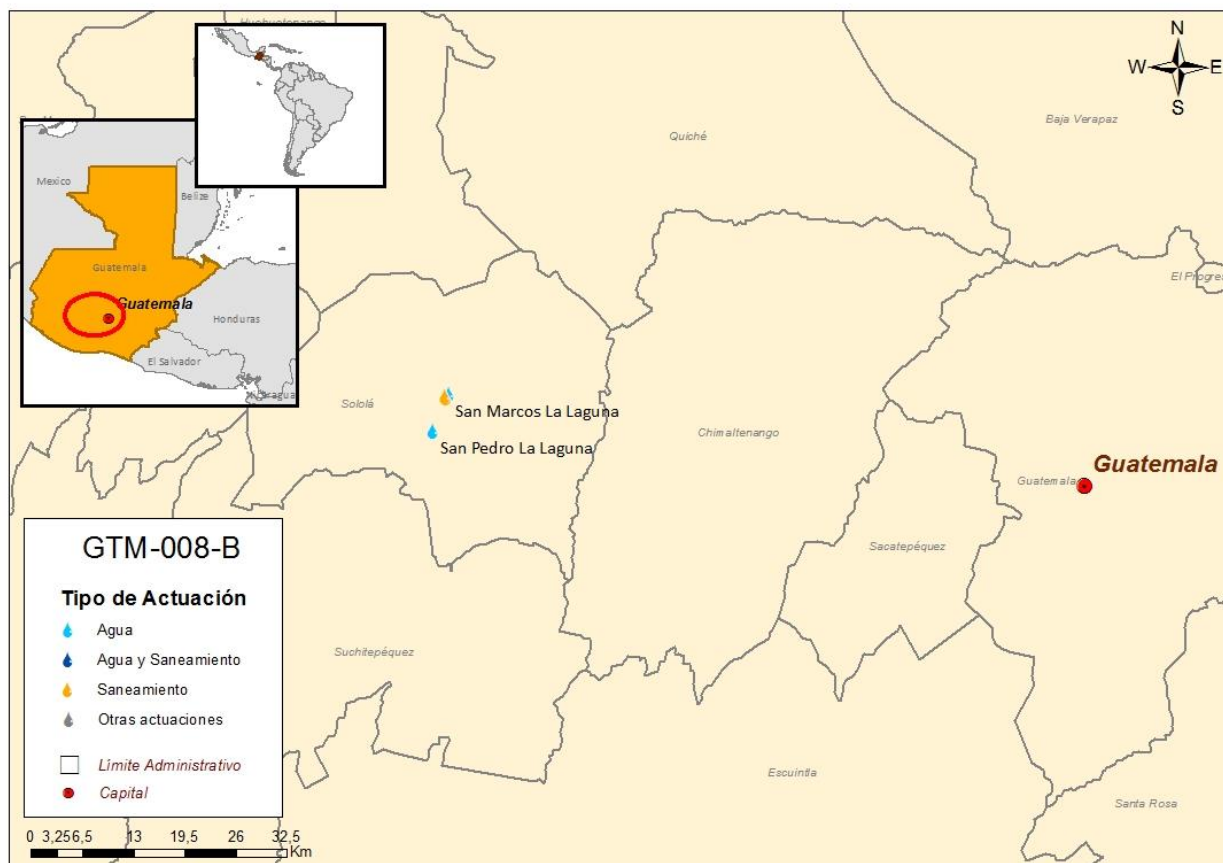 N
W E
S
Quiché
Baja Verapaz
El Progres
Mexico
Belize
Guatemala
Guatemala
Honduras
El Salvador
Sololá
San Marcos La Laguna
San Pedro La Laguna
Chimaltenango
Guatemala
Guatemala
Sacatepéquez
Suchitepéquez
Escuintla
Santa Rosa
GTM-008-B
Tipo de Actuación
Agua
Agua y Saneamiento
Saneamiento
Otras actuaciones
Límite Administrativo
Capital
0 3,256,5 13 19,5 26 32,5
Km